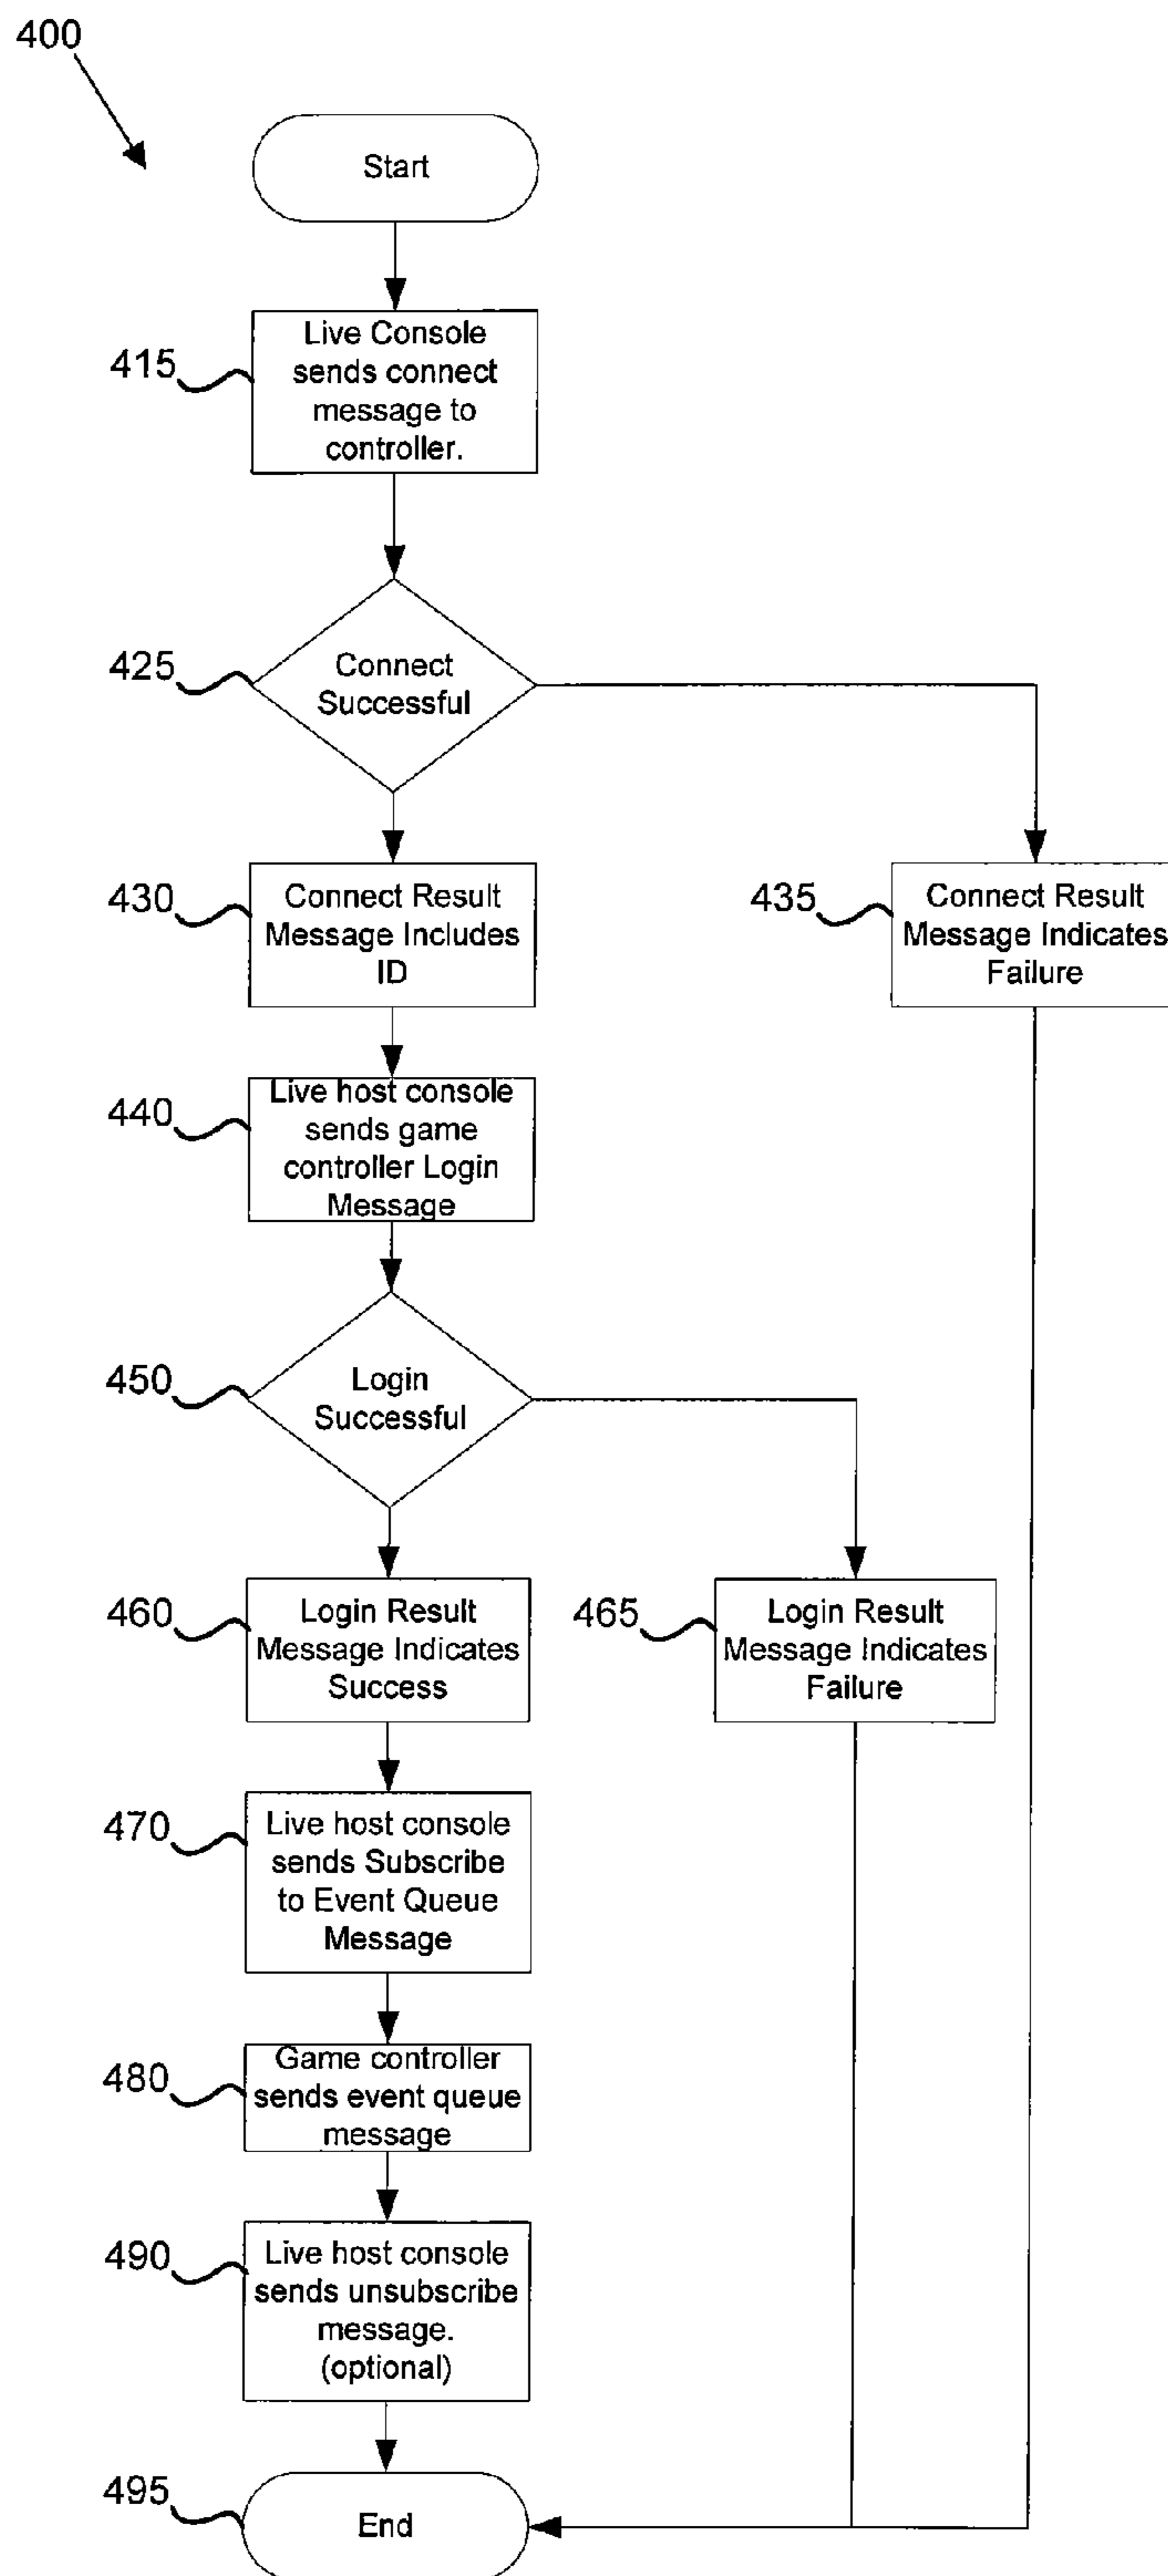 400
Start
415
Live Console
sends connect
message to
controller.
425
Connect
Successful
430
Connect Result
Message Includes
ID
435
Connect Result
Message Indicates
Failure
440
Live host console
sends game
controller Login
Message
450
Login
Successful
460
Login Result
Message Indicates
Success
465
Login Result
Message Indicates
Failure
470
Live host console
sends Subscribe
to Event Queue
Message
480
Game controller
sends event queue
message
490
Live host console
sends unsubscribe
message.
(optional)
495
End